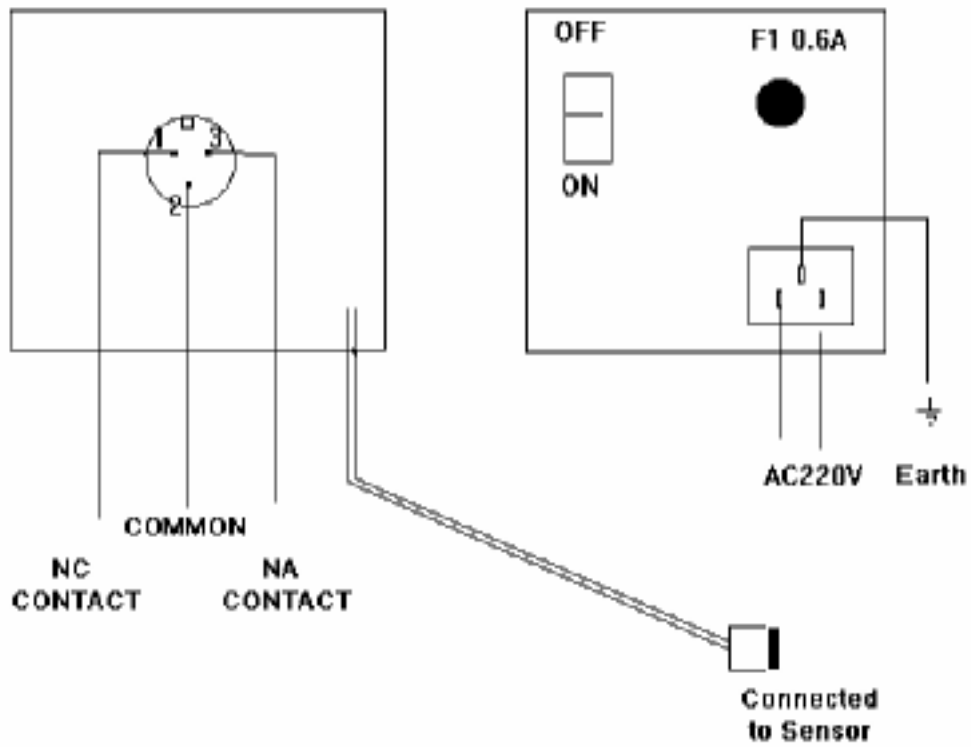 OFF
F1 0.6A
1
3
2
ON
AC220V
Earth
COMMON
NC
CONTACT
NA
CONTACT
Connected
to Sensor